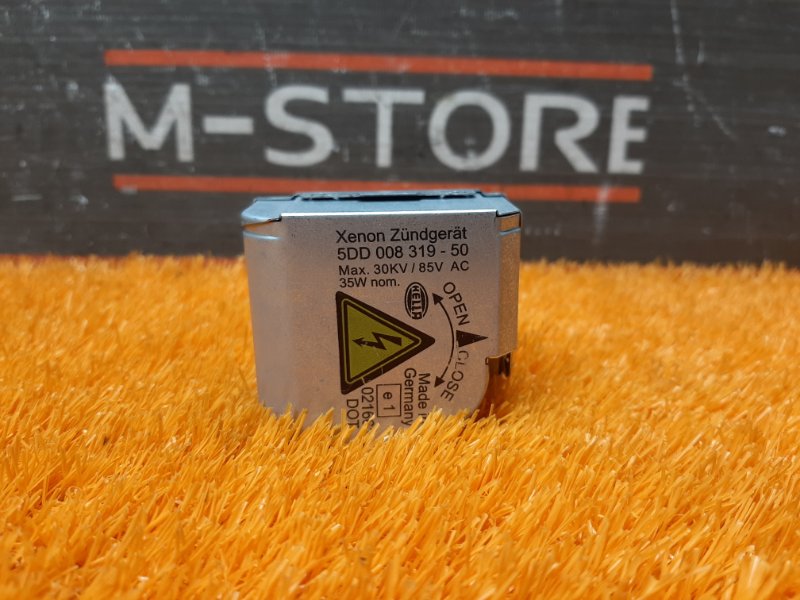 M-STORE
Xenon Zündgerät
5DD 008 319 - 50
Max. 30KV / 85V AC
35W nom.
HELLA
OPEN
CLOSE
Made in
Germany
e1
DOT